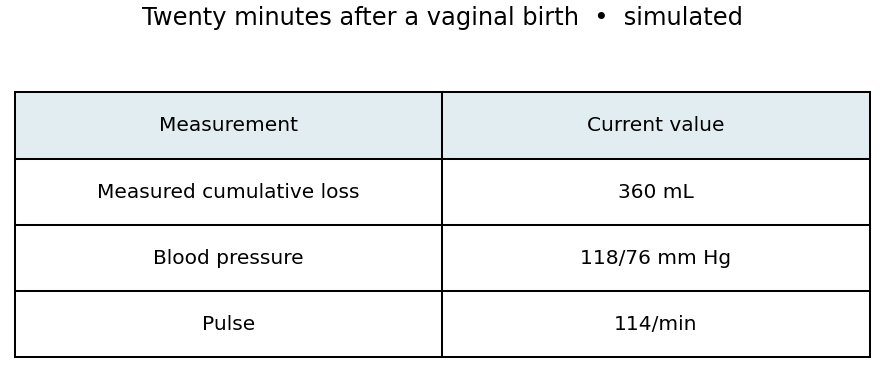 Twenty minutes after a vaginal birth • simulated
Measurement Current value
Measured cumulative loss 360 mL
Blood pressure 118/76 mm Hg
Pulse 114/min